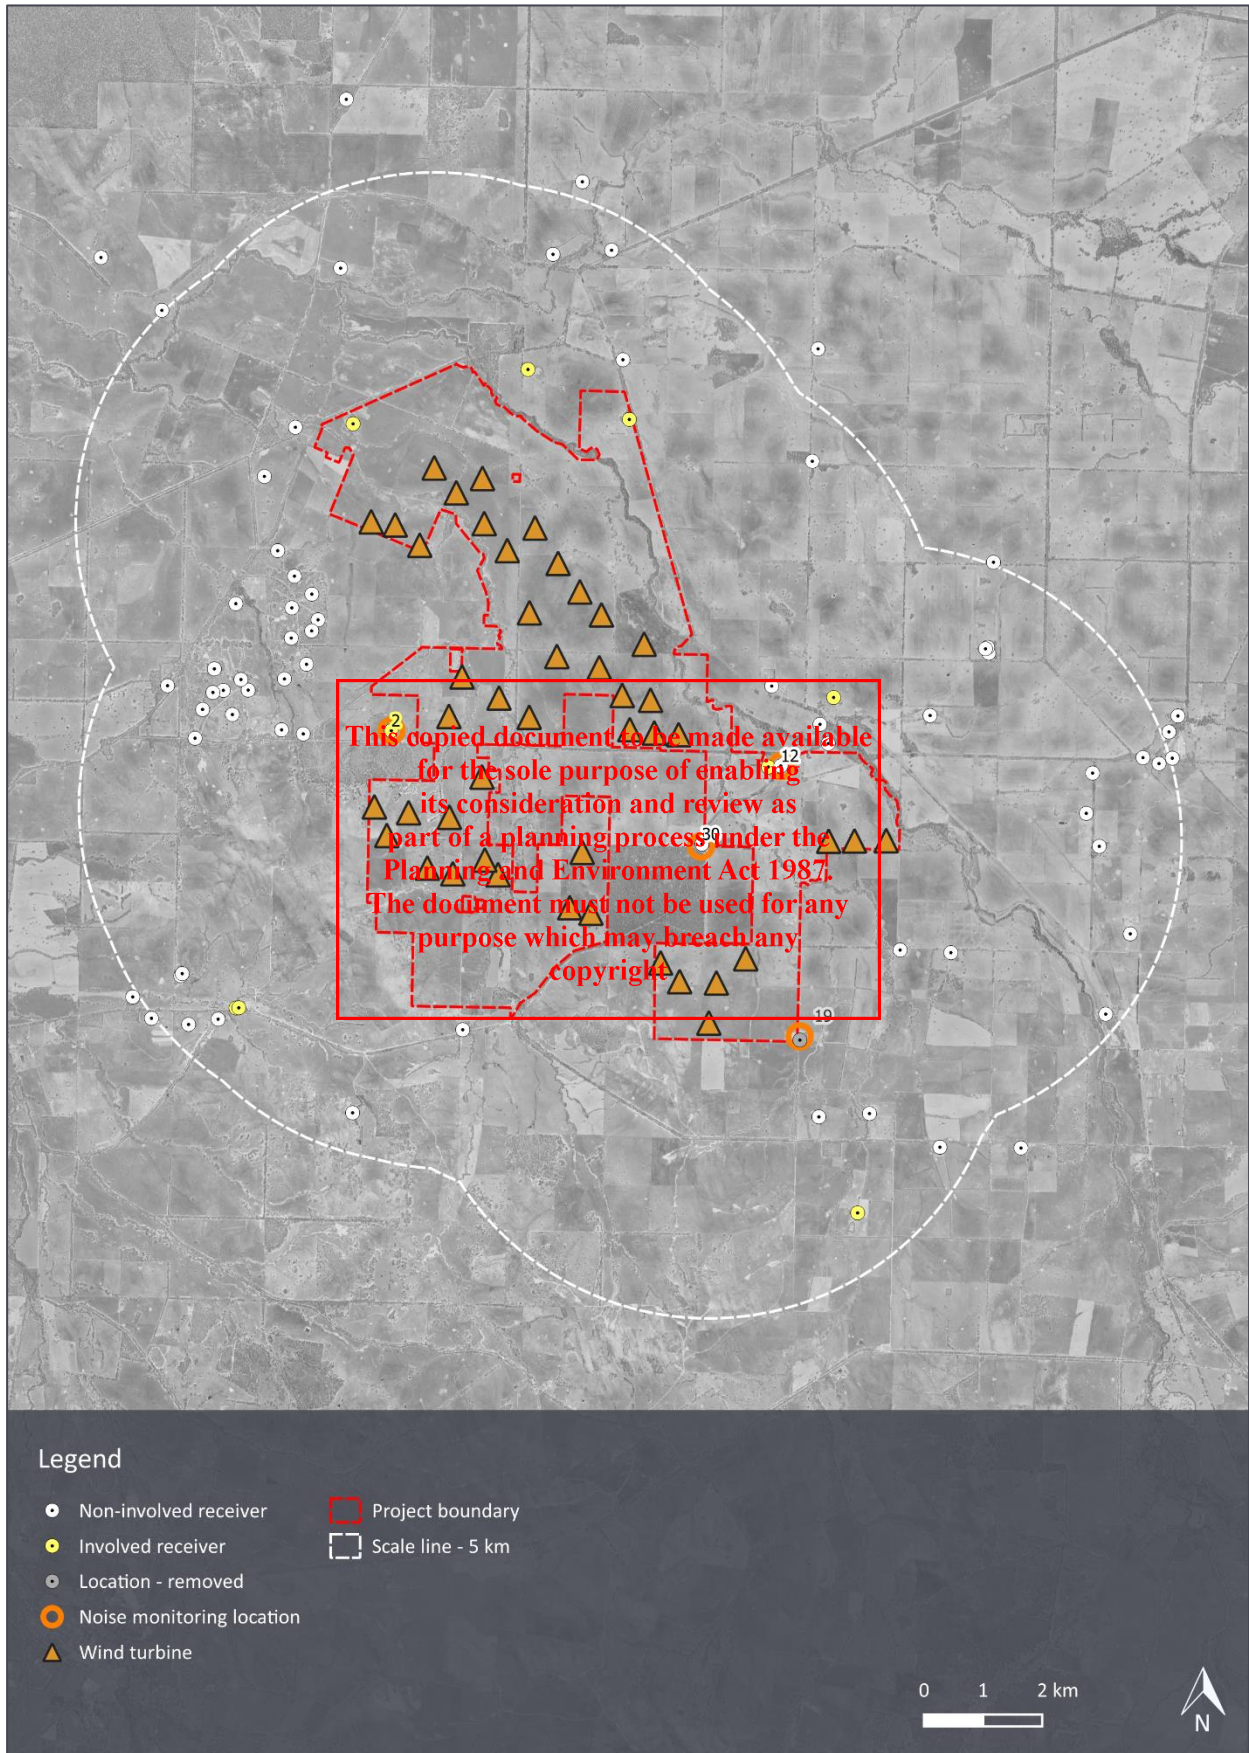 2
12
30
19
This copied document to be made available
for the sole purpose of enabling
its consideration and review as
part of a planning process under the
Planning and Environment Act 1987.
The document must not be used for any
purpose which may breach any
copyright
Legend
Non-involved receiver
Involved receiver
Location - removed
Noise monitoring location
Wind turbine
Project boundary
Scale line - 5 km
0 1 2 km
N